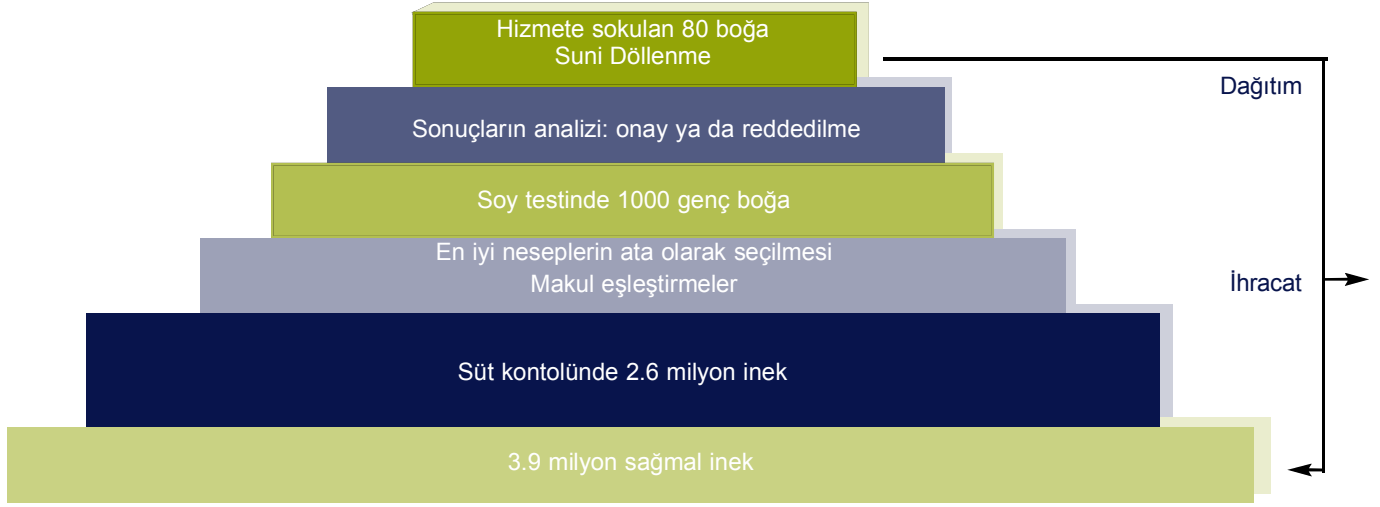 Hizmete sokulan 80 boğa
Suni Döllenme
Dağıtım
Sonuçların analizi: onay ya da reddedilme
Soy testinde 1000 genç boğa
En iyi neseplerin ata olarak seçilmesi
Makul eşleştirmeler
İhracat
Süt kontolünde 2.6 milyon inek
3.9 milyon sağmal inek